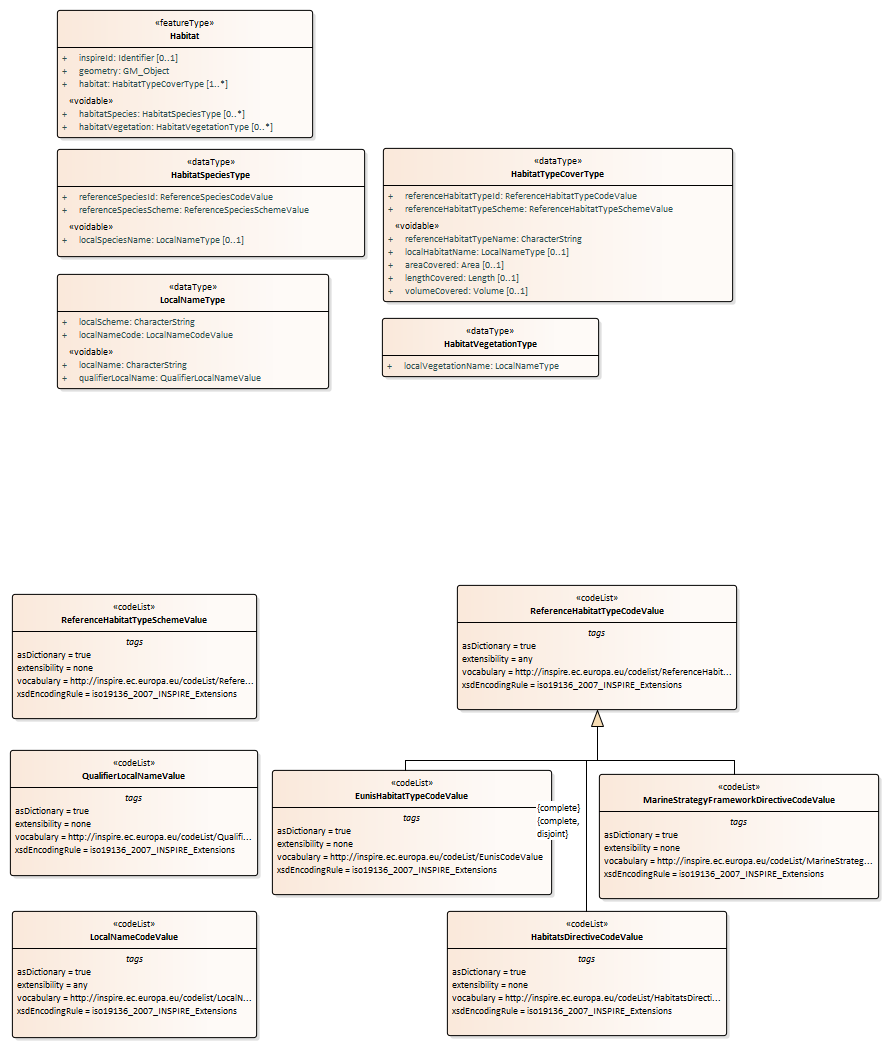 «featureType»
Habitat
+ inspireId: Identifier [0..1]
+ geometry: GM_Object
+ habitat: HabitatTypeCoverType [1..*]
«voidable»
+ habitatSpecies: HabitatSpeciesType [0..*]
+ habitatVegetation: HabitatVegetationType [0..*]
«dataType»
HabitatSpeciesType
+ referenceSpeciesId: ReferenceSpeciesCodeValue
+ referenceSpeciesScheme: ReferenceSpeciesSchemeValue
«voidable»
+ localSpeciesName: LocalNameType [0..1]
«dataType»
HabitatTypeCoverType
+ referenceHabitatTypeId: ReferenceHabitatTypeCodeValue
+ referenceHabitatTypeScheme: ReferenceHabitatTypeSchemeValue
«voidable»
+ referenceHabitatTypeName: CharacterString
+ localHabitatName: LocalNameType [0..1]
+ areaCovered: Area [0..1]
+ lengthCovered: Length [0..1]
+ volumeCovered: Volume [0..1]
«dataType»
LocalNameType
+ localScheme: CharacterString
+ localNameCode: LocalNameCodeValue
«voidable»
+ localName: CharacterString
+ qualifierLocalName: QualifierLocalNameValue
«dataType»
HabitatVegetationType
+ localVegetationName: LocalNameType
«codeList»
ReferenceHabitatTypeSchemeValue
tags
asDictionary = true
extensibility = none
vocabulary = http://inspire.ec.europa.eu/codelist/Refere...
xsdEncodingRule = iso19136_2007_INSPIRE_Extensions
«codeList»
ReferenceHabitatTypeCodeValue
tags
asDictionary = true
extensibility = any
vocabulary = http://inspire.ec.europa.eu/codelist/ReferenceHabit...
xsdEncodingRule = iso19136_2007_INSPIRE_Extensions
«codeList»
QualifierLocalNameValue
tags
asDictionary = true
extensibility = none
vocabulary = http://inspire.ec.europa.eu/codeList/Qualifi...
xsdEncodingRule = iso19136_2007_INSPIRE_Extensions
«codeList»
EunisHabitatTypeCodeValue
tags
asDictionary = true
extensibility = none
vocabulary = http://inspire.ec.europa.eu/codeList/EunisCodeValue
xsdEncodingRule = iso19136_2007_INSPIRE_Extensions
{complete}
{complete,
disjoint}
«codeList»
MarineStrategyFrameworkDirectiveCodeValue
tags
asDictionary = true
extensibility = none
vocabulary = http://inspire.ec.europa.eu/codeList/MarineStrateg...
xsdEncodingRule = iso19136_2007_INSPIRE_Extensions
«codeList»
LocalNameCodeValue
tags
asDictionary = true
extensibility = any
vocabulary = http://inspire.ec.europa.eu/codelist/LocalN...
xsdEncodingRule = iso19136_2007_INSPIRE_Extensions
«codeList»
HabitatsDirectiveCodeValue
tags
asDictionary = true
extensibility = none
vocabulary = http://inspire.ec.europa.eu/codeList/HabitatsDirecti...
xsdEncodingRule = iso19136_2007_INSPIRE_Extensions